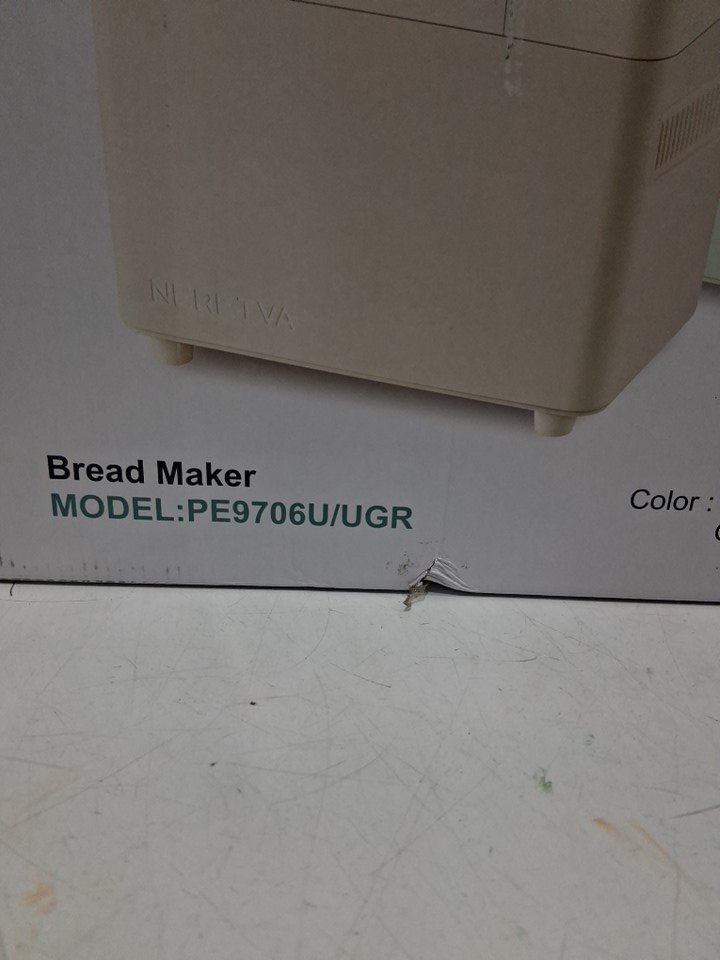 NERETVA
Bread Maker
MODEL:PE9706U/UGR
Color :